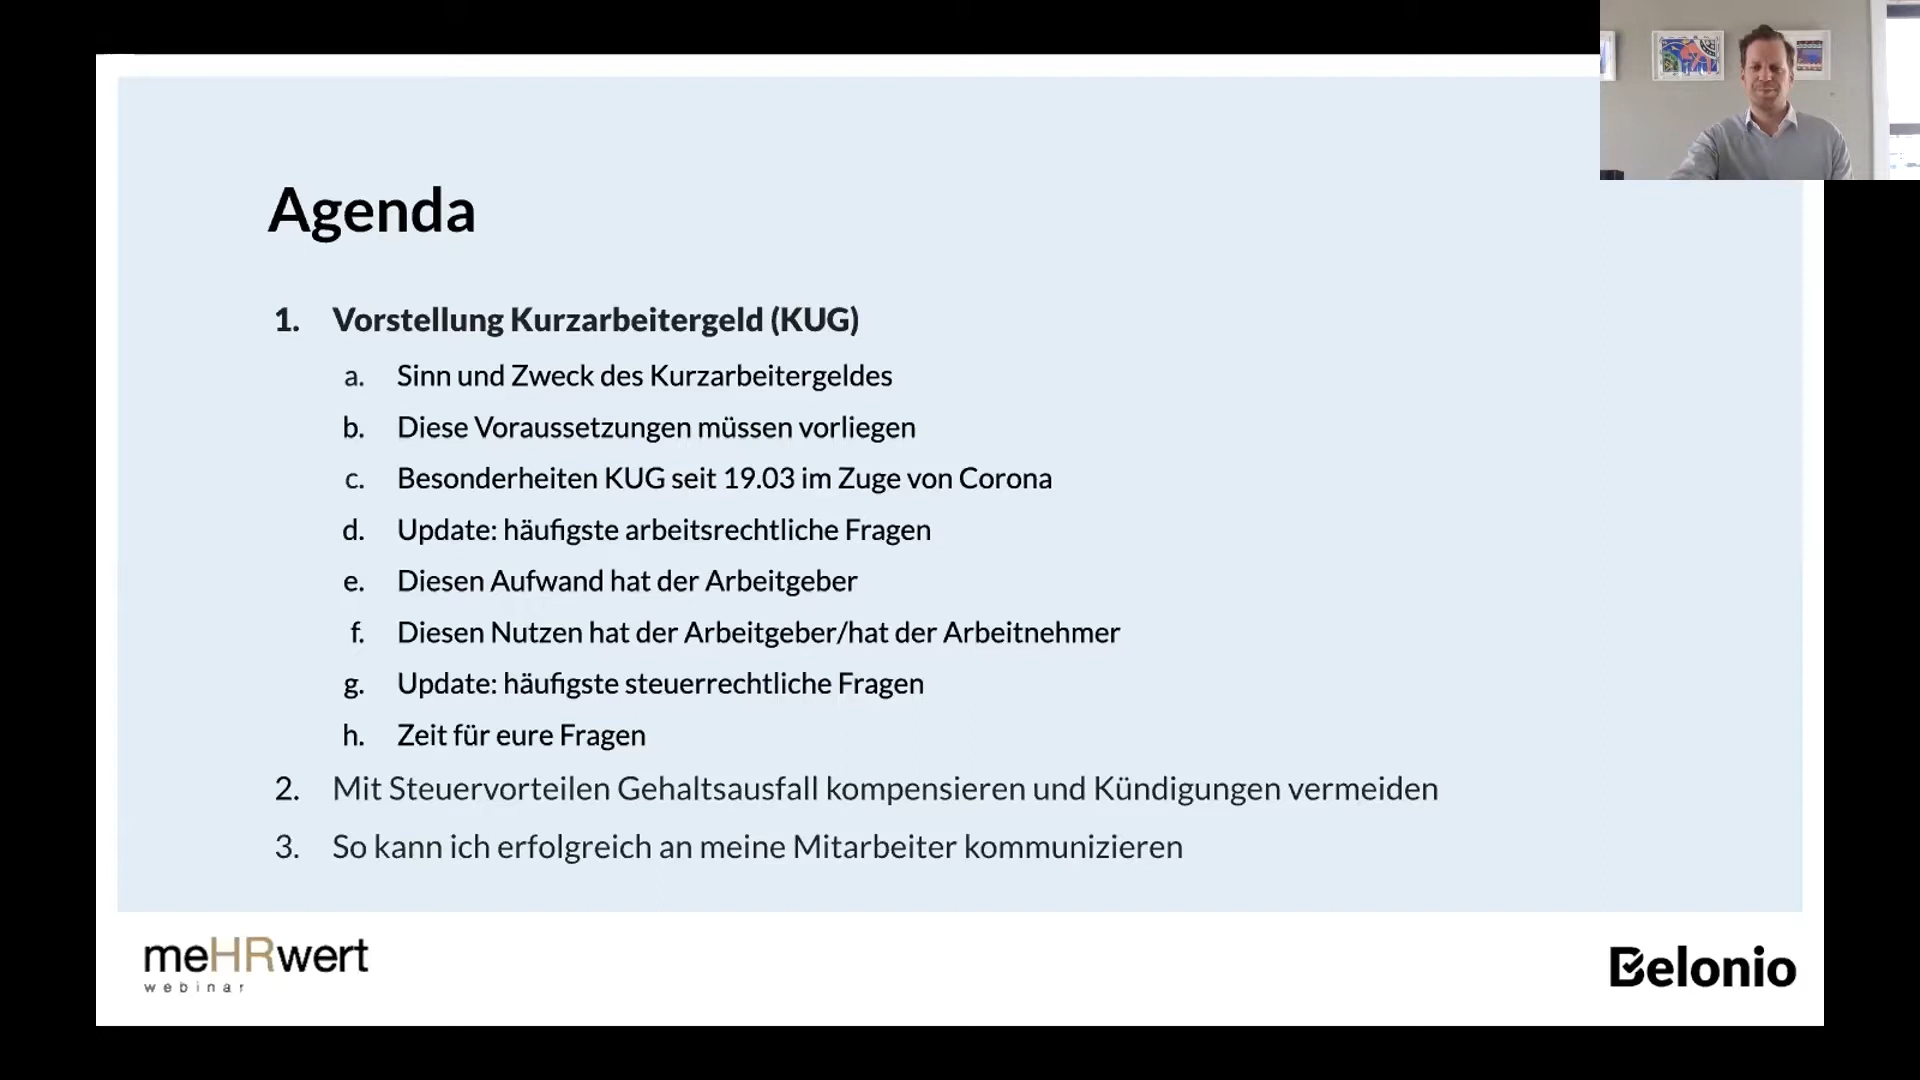 Agenda
1. Vorstellung Kurzarbeitergeld (KUG)
a. Sinn und Zweck des Kurzarbeitergeldes
b. Diese Voraussetzungen müssen vorliegen
c. Besonderheiten KUG seit 19.03 im Zuge von Corona
d. Update: häufigste arbeitsrechtliche Fragen
e. Diesen Aufwand hat der Arbeitgeber
f. Diesen Nutzen hat der Arbeitgeber/hat der Arbeitnehmer
g. Update: häufigste steuerrechtliche Fragen
h. Zeit für eure Fragen
2. Mit Steuervorteilen Gehaltsausfall kompensieren und Kündigungen vermeiden
3. So kann ich erfolgreich an meine Mitarbeiter kommunizieren
meHRwert
webinar
Belonio